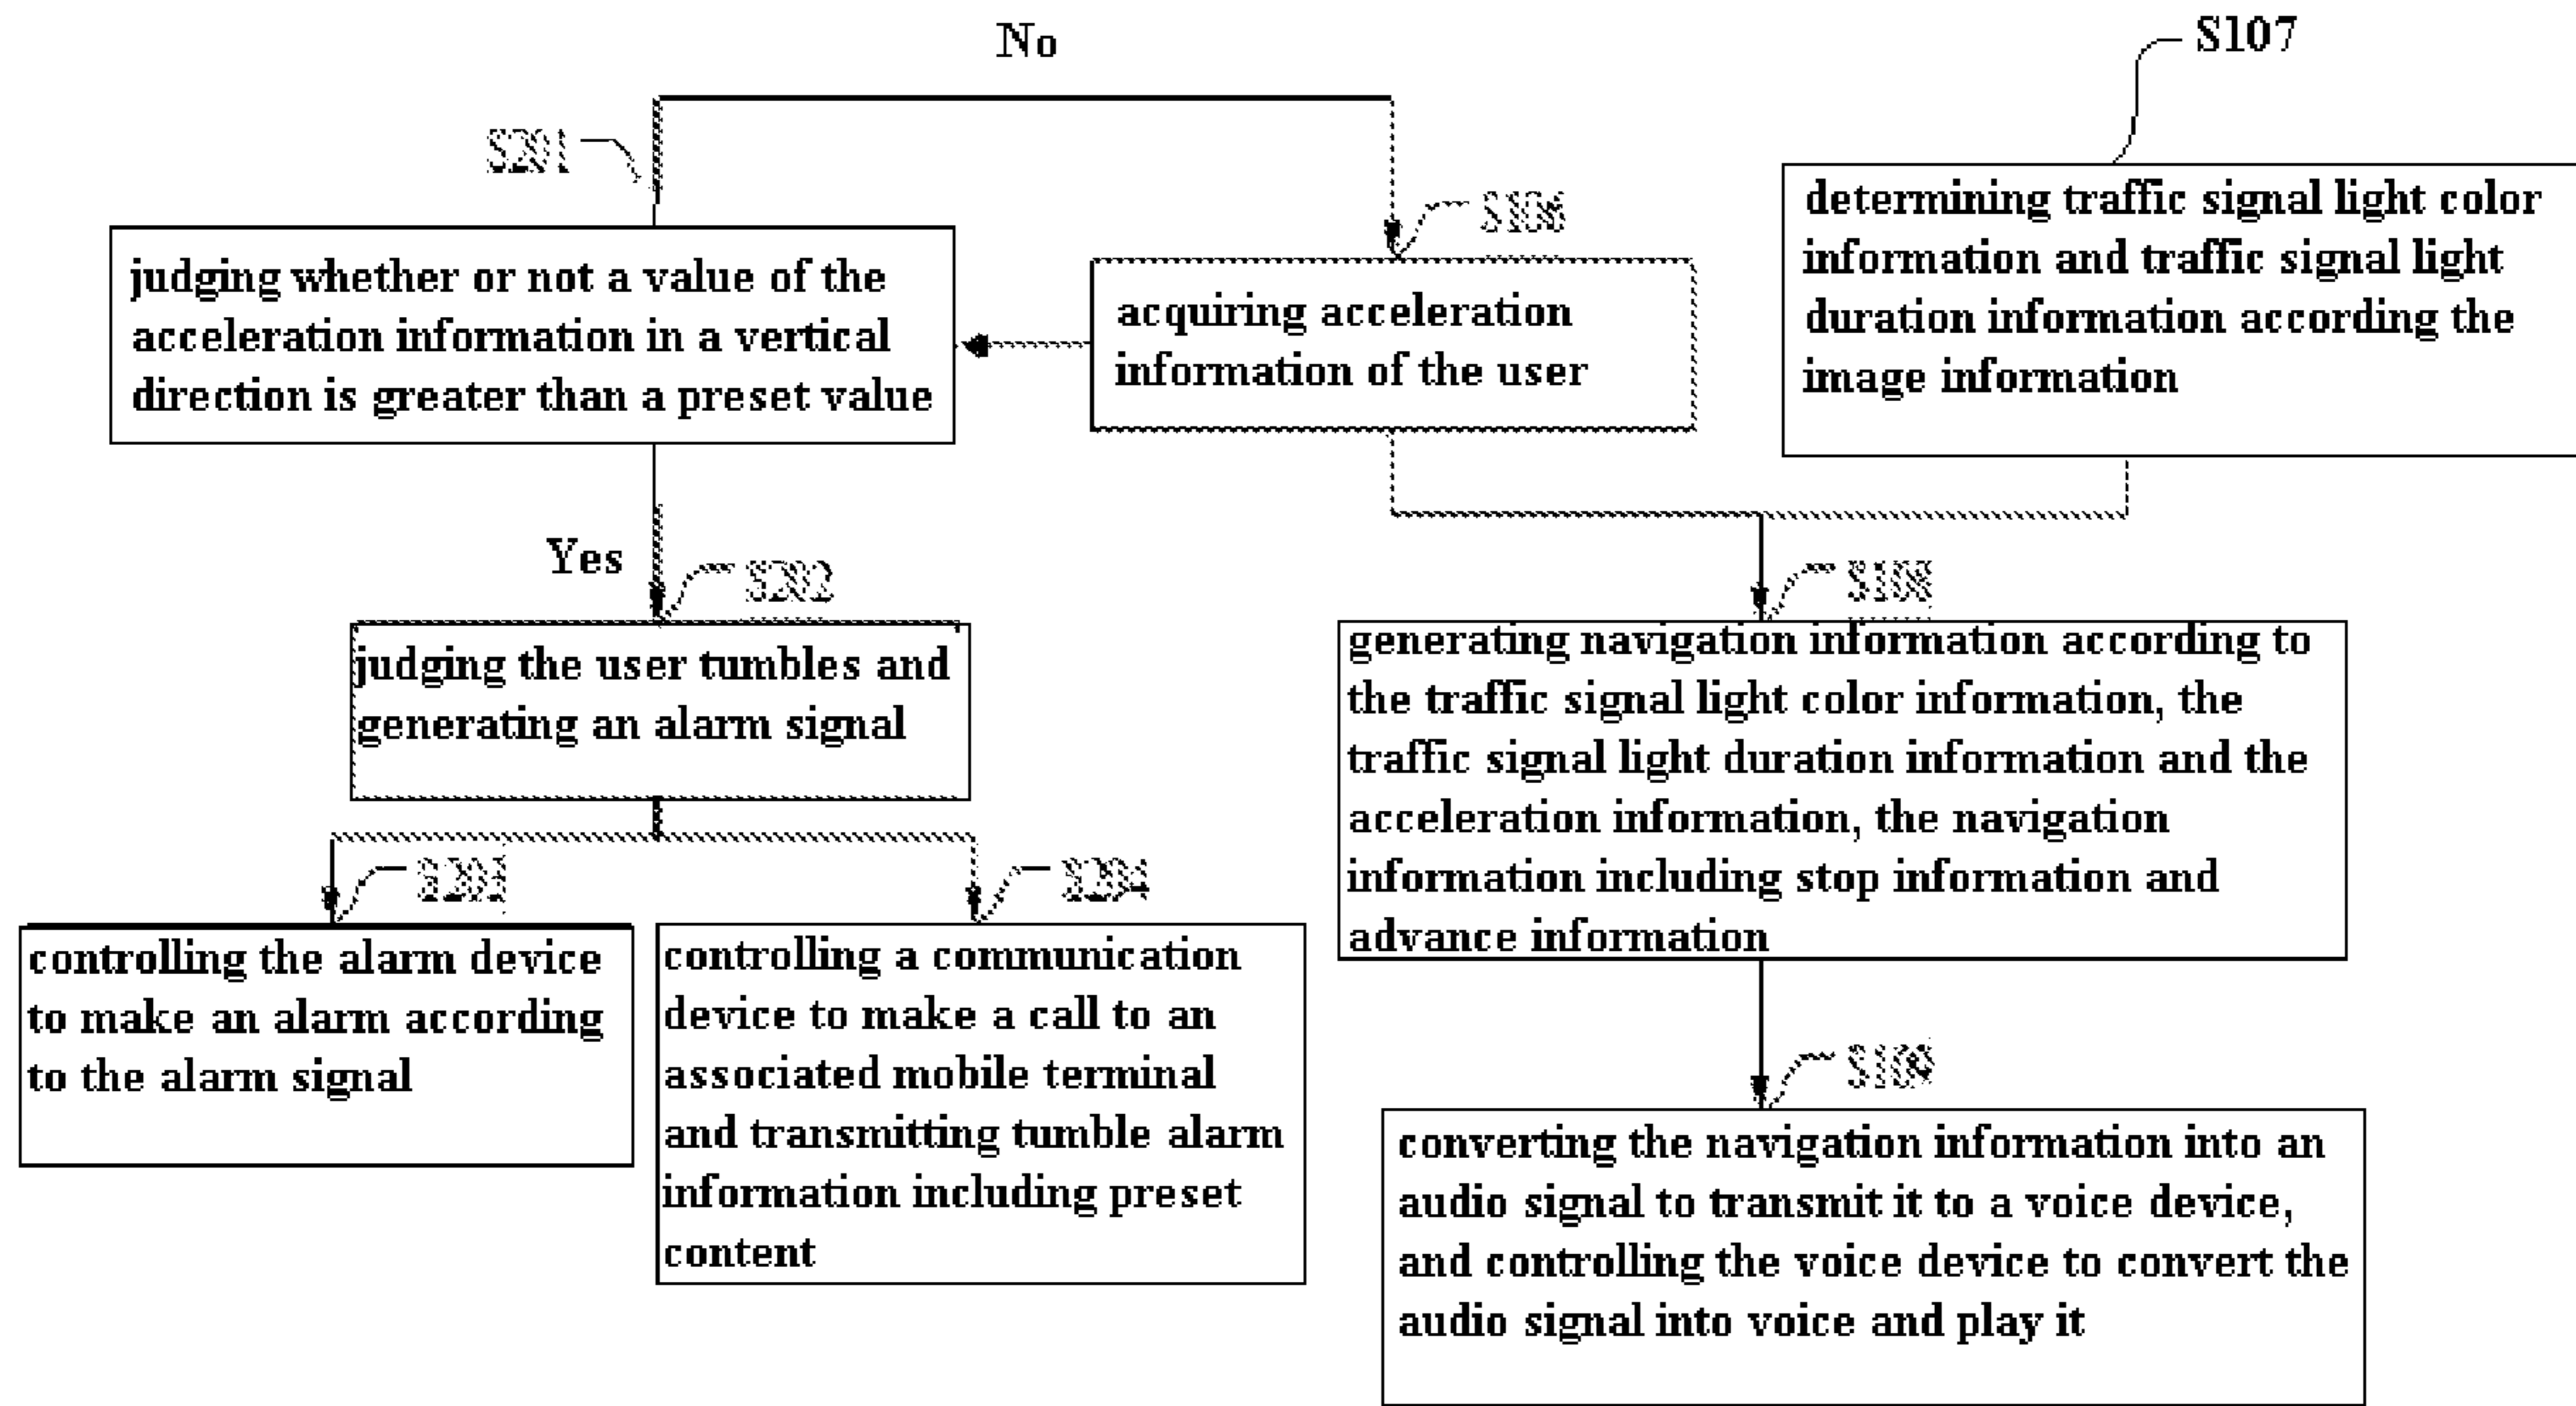 No
S107
S201
S106
judging whether or not a value of the
acceleration information in a vertical
direction is greater than a preset value
acquiring acceleration
information of the user
determining traffic signal light color
information and traffic signal light
duration information according the
image information
Yes
S202
S108
judging the user tumbles and
generating an alarm signal
generating navigation information according to
the traffic signal light color information, the
traffic signal light duration information and the
acceleration information, the navigation
information including stop information and
advance information
S203
S204
controlling the alarm device
to make an alarm according
to the alarm signal
controlling a communication
device to make a call to an
associated mobile terminal
and transmitting tumble alarm
information including preset
content
S109
converting the navigation information into an
audio signal to transmit it to a voice device,
and controlling the voice device to convert the
audio signal into voice and play it